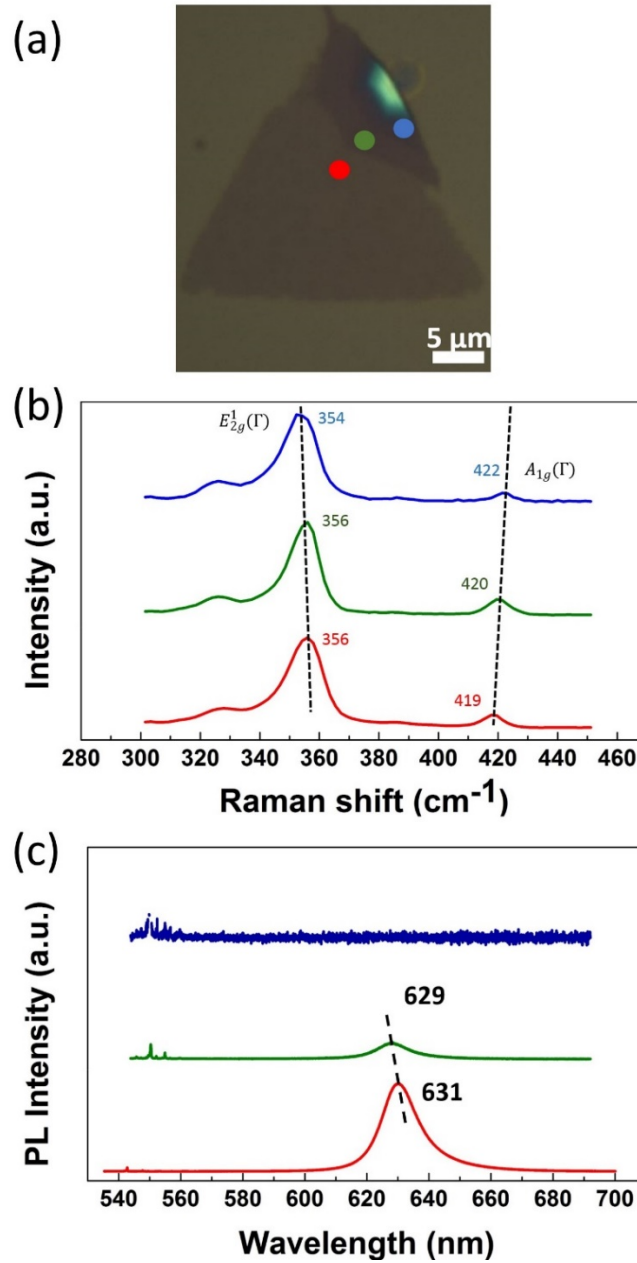 (a)
5 µm
(b)
E¹₂g(Γ)
354
422
A₁g(Γ)
356
420
356
419
Intensity (a.u.)
280 300 320 340 360 380 400 420 440 460
Raman shift (cm⁻¹)
(c)
629
631
PL Intensity (a.u.)
540 560 580 600 620 640 660 680 700
Wavelength (nm)